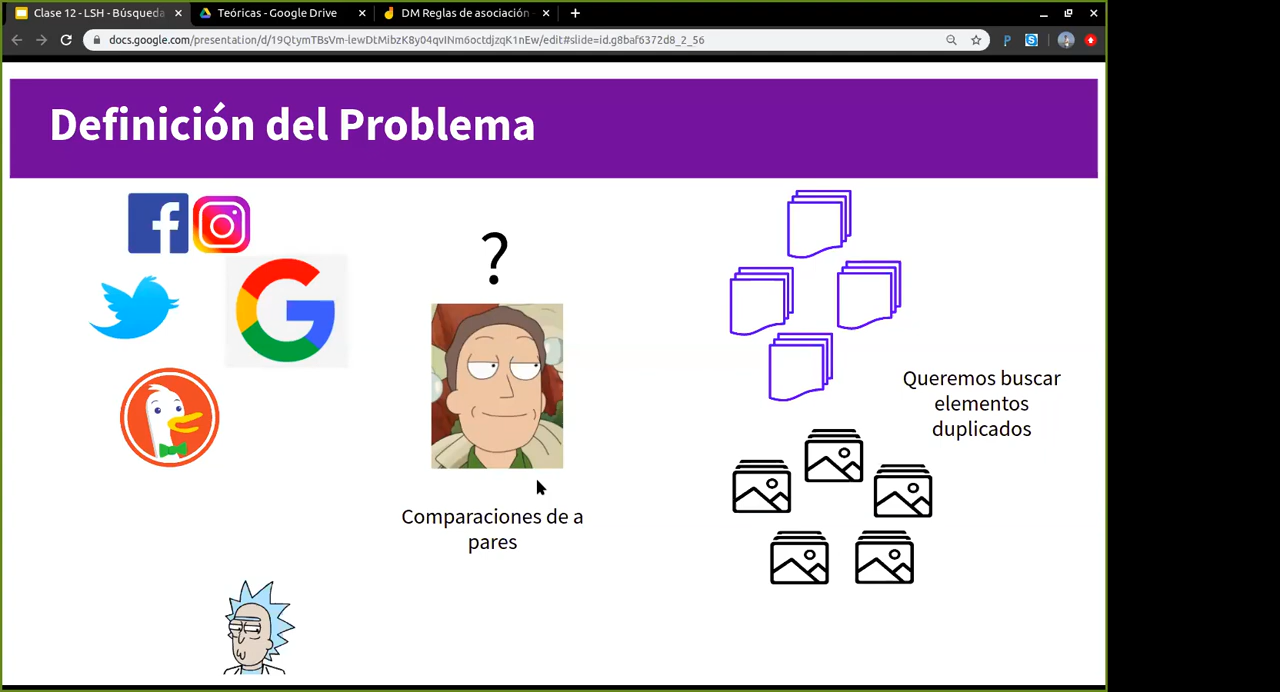 Clase 12 - LSH - Búsqueda
Teóricas - Google Drive
DM Reglas de asociación
docs.google.com/presentation/d/19QtymTBsVm-lewDtMibzK8y04qvINm6octdjzqK1nEw/edit#slide=id.g8baf6372d8_2_56
Definición del Problema
?
Comparaciones de a
pares
Queremos buscar
elementos
duplicados